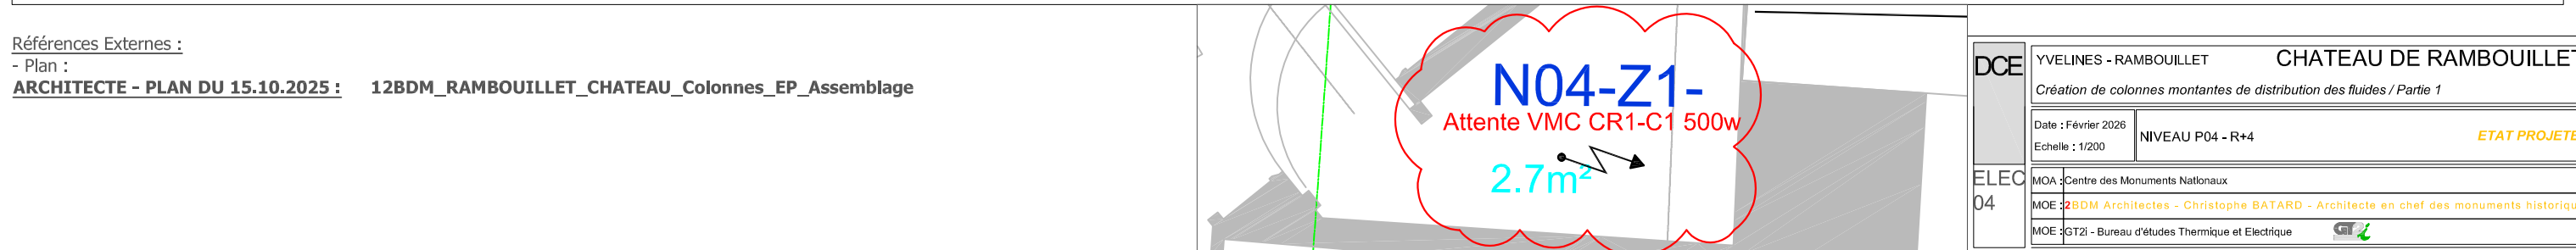 Références Externes :
- Plan :
ARCHITECTE - PLAN DU 15.10.2025 : 12BDM_RAMBOUILLET_CHATEAU_Colonnes_EP_Assemblage
N04-Z1-
Attente VMC CR1-C1 500w
2.7m²
DCE
ELEC
04
YVELINES - RAMBOUILLET CHATEAU DE RAMBOUILLET
Création de colonnes montantes de distribution des fluides / Partie 1
Date : Février 2026
Echelle : 1/200
NIVEAU P04 - R+4
ETAT PROJETE
MOA : Centre des Monuments Nationaux
MOE : 2BDM Architectes - Christophe BATARD - Architecte en chef des monuments historiqu
MOE : GT2i - Bureau d'études Thermique et Electrique
GT2i